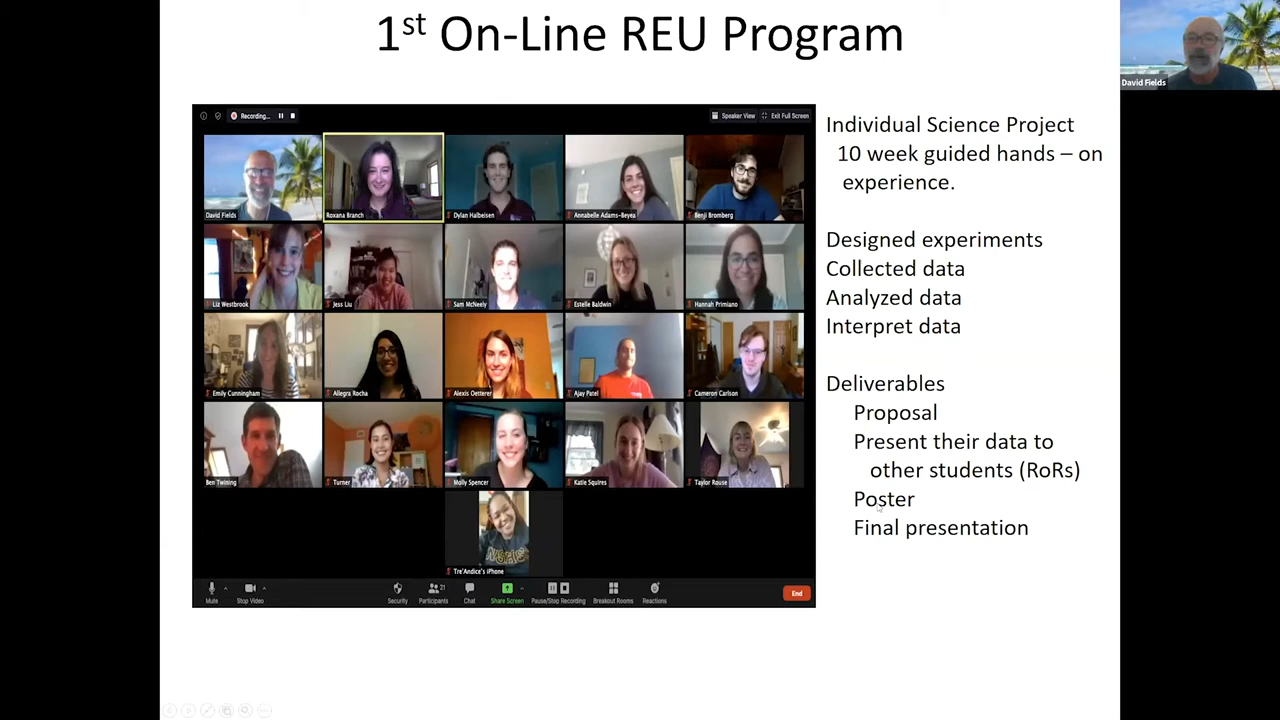 1st On-Line REU Program
David Fields
Recording...
Speaker View
Exit Full Screen
David Fields
Roxana Branch
Dylan Halbeisen
Annabelle Adams-Beyea
Benji Bromberg
Liz Westbrook
Jess Liu
Sam McNeely
Estelle Baldwin
Hannah Primiano
Emily Cunningham
Allegra Rocha
Alexis Oetterer
Ajay Patel
Cameron Carlson
Ben Twining
Turner
Molly Spencer
Katie Squires
Taylor Rouse
Tre'Andice's iPhone
Mute
Stop Video
Security
Participants
21
Chat
Share Screen
Pause/Stop Recording
Breakout Rooms
Reactions
End
Individual Science Project
10 week guided hands – on
experience.
Designed experiments
Collected data
Analyzed data
Interpret data
Deliverables
Proposal
Present their data to
other students (RoRs)
Poster
Final presentation